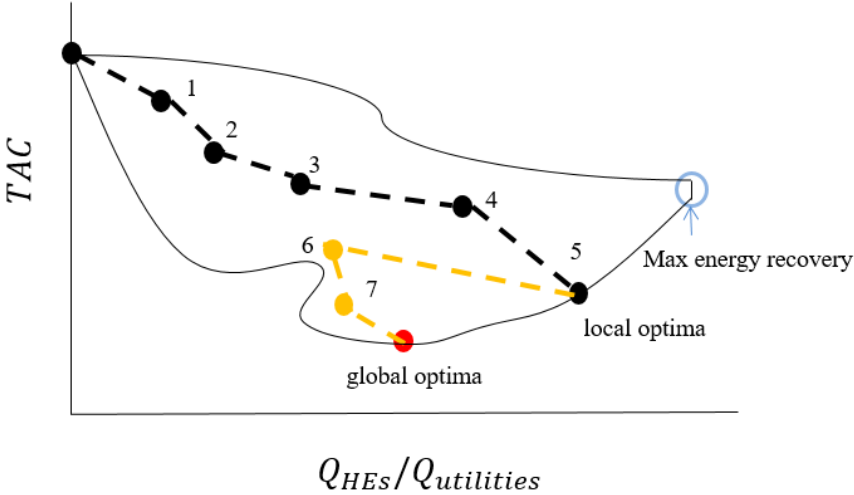 1
2
TAC
3
4
6
5
Max energy recovery
7
local optima
global optima
Q_HEs/Q_utilities